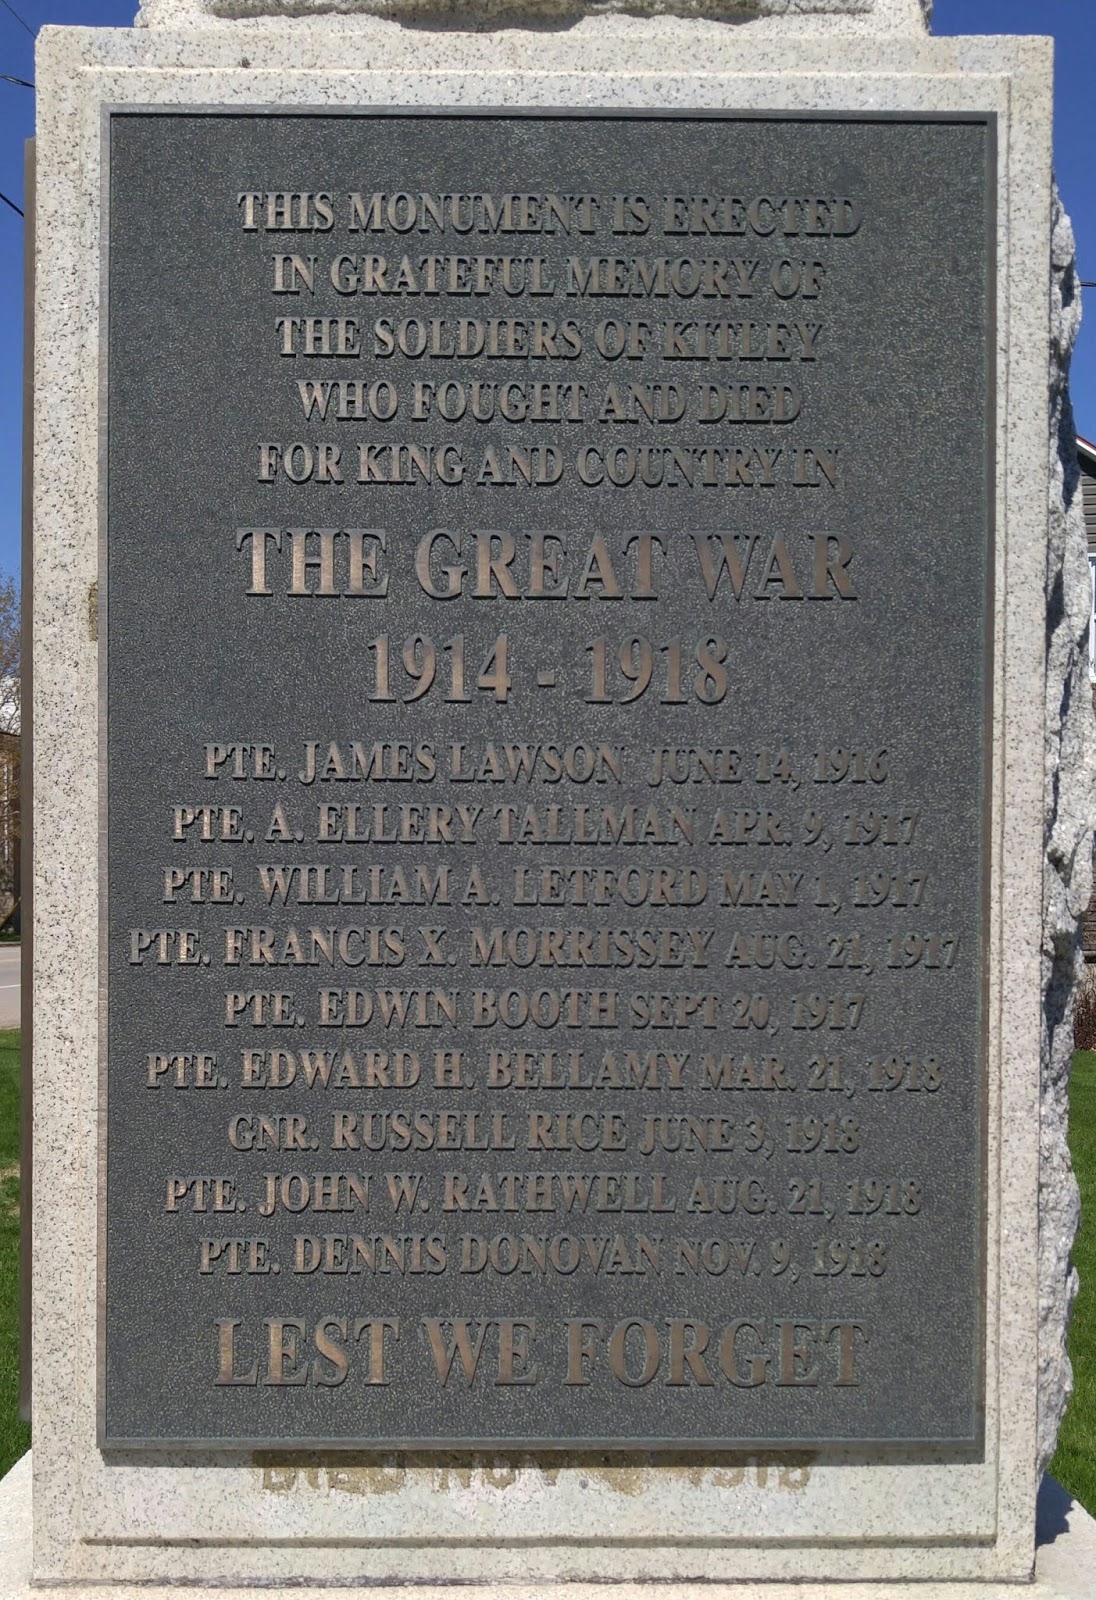 THIS MONUMENT IS ERECTED
IN GRATEFUL MEMORY OF
THE SOLDIERS OF KITLEY
WHO FOUGHT AND DIED
FOR KING AND COUNTRY IN
THE GREAT WAR
1914 - 1918
PTE. JAMES LAWSON JUNE 14, 1916
PTE. A. ELLERY TALLMAN APR. 9, 1917
PTE. WILLIAM A. LETFORD MAY 1, 1917
PTE. FRANCIS X. MORRISSEY AUG. 21, 1917
PTE. EDWIN BOOTH SEPT 20, 1917
PTE. EDWARD H. BELLAMY MAR. 21, 1918
GNR. RUSSELL RICE JUNE 3, 1918
PTE. JOHN W. RATHWELL AUG. 21, 1918
PTE. DENNIS DONOVAN NOV. 9, 1918
LEST WE FORGET
DIED NOV 1918